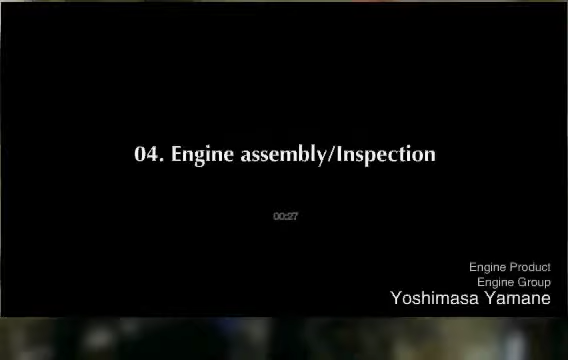 04. Engine assembly/Inspection
00:27
Engine Product
Engine Group
Yoshimasa Yamane